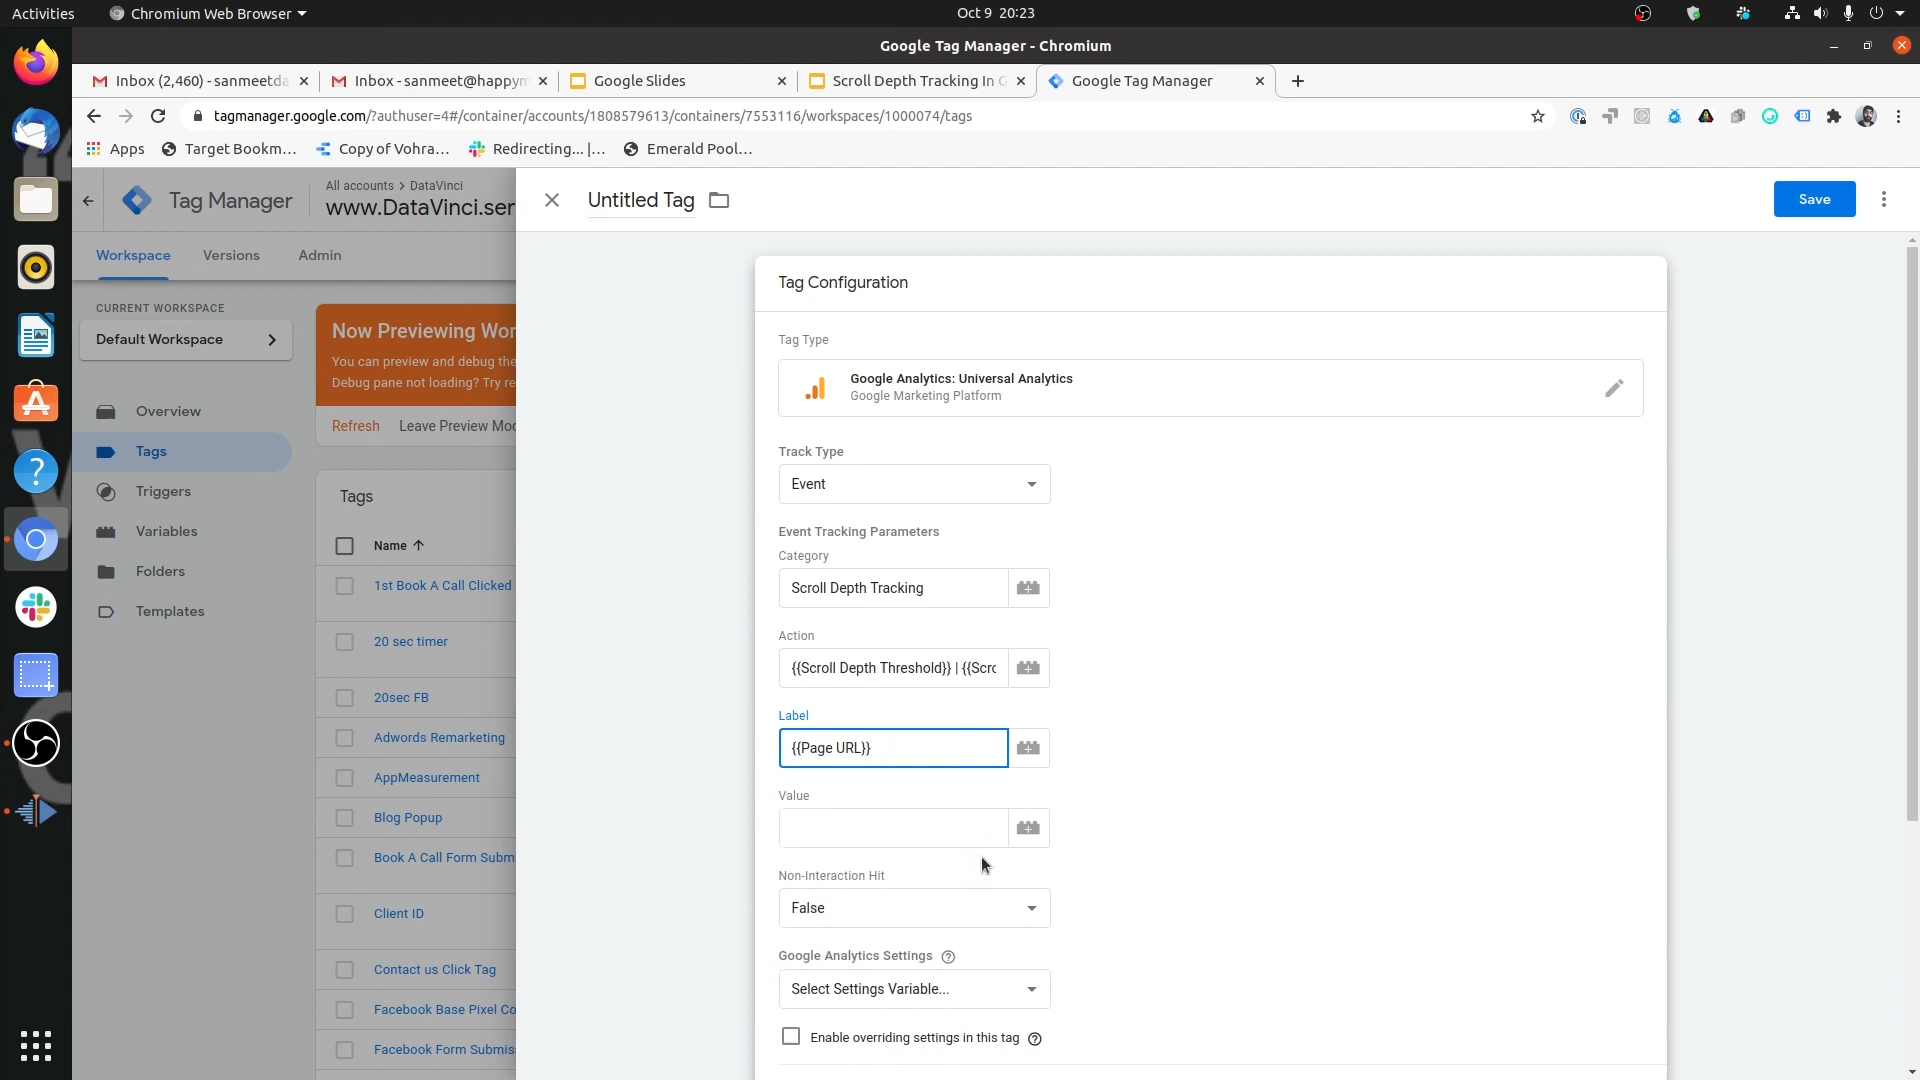 Activities
Chromium Web Browser
Oct 9 20:23
Google Tag Manager - Chromium
Inbox (2,460) - sanmeetda
Inbox - sanmeet@happym
Google Slides
Scroll Depth Tracking In G
Google Tag Manager
tagmanager.google.com/?authuser=4#/container/accounts/1808579613/containers/7553116/workspaces/1000074/tags
Apps
Target Bookm...
Copy of Vohra...
Redirecting... |...
Emerald Pool...
Tag Manager
All accounts > DataVinci
www.DataVinci.ser
Untitled Tag
Save
Workspace
Versions
Admin
CURRENT WORKSPACE
Default Workspace
Overview
Tags
Triggers
Variables
Folders
Templates
Now Previewing Wor
You can preview and debug the
Debug pane not loading? Try re
Refresh
Leave Preview Mod
Tags
Name
1st Book A Call Clicked
20 sec timer
20sec FB
Adwords Remarketing
AppMeasurement
Blog Popup
Book A Call Form Subm
Client ID
Contact us Click Tag
Facebook Base Pixel Co
Facebook Form Submis
Tag Configuration
Tag Type
Google Analytics: Universal Analytics
Google Marketing Platform
Track Type
Event
Event Tracking Parameters
Category
Scroll Depth Tracking
Action
{{Scroll Depth Threshold}} | {{Scrc
Label
{{Page URL}}
Value
Non-Interaction Hit
False
Google Analytics Settings
Select Settings Variable...
Enable overriding settings in this tag